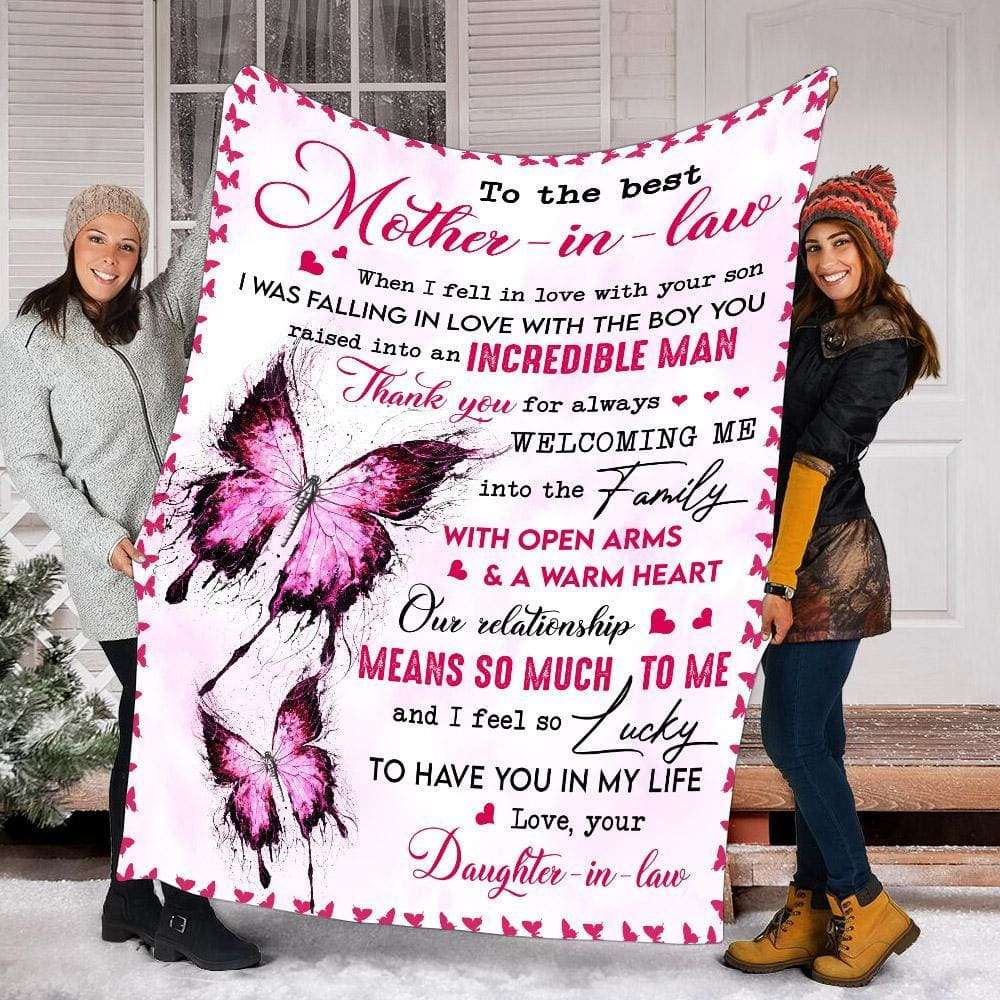 To the best
Mother-in-law
When I fell in love with your son
I WAS FALLING IN LOVE WITH THE BOY YOU
raised into an INCREDIBLE MAN
Thank you for always
WELCOMING ME
into the Family
WITH OPEN ARMS
& A WARM HEART
Our relationship
MEANS SO MUCH TO ME
and I feel so Lucky
TO HAVE YOU IN MY LIFE
Love, your
Daughter-in-law